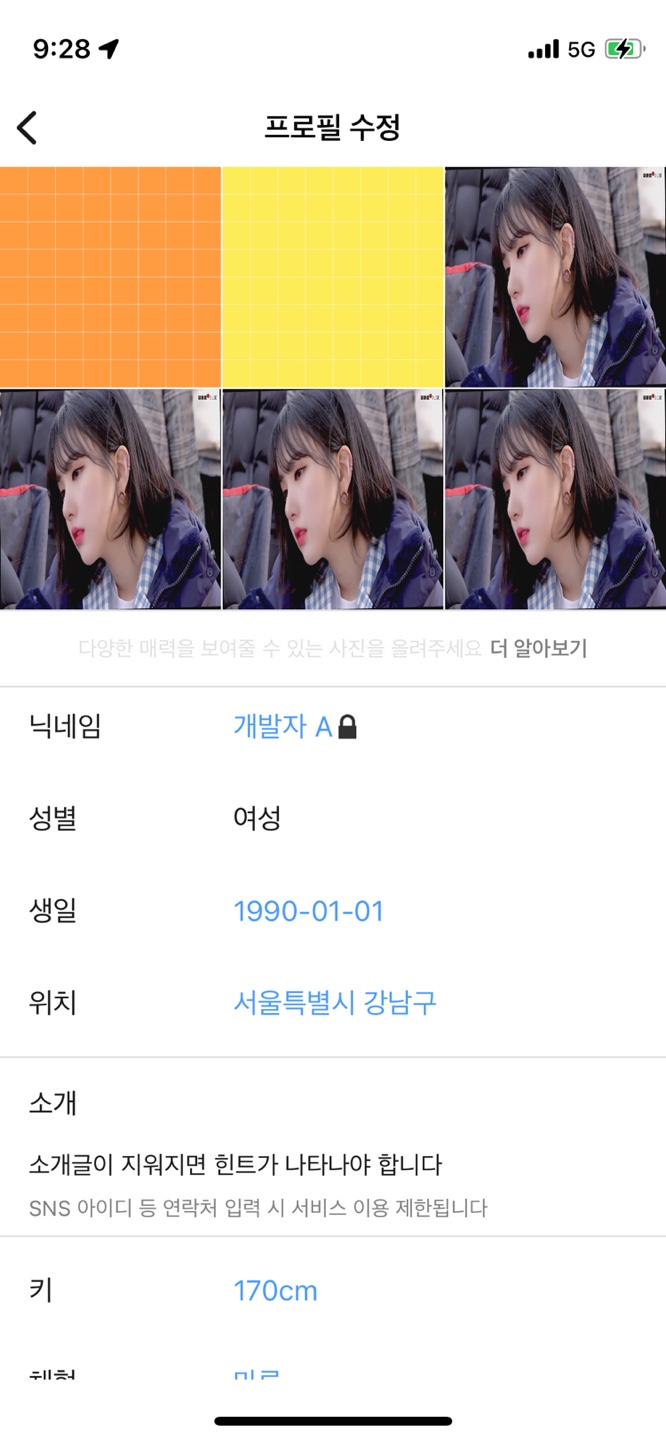 9:28
5G
프로필 수정
다양한 매력을 보여줄 수 있는 사진을 올려주세요 더 알아보기
닉네임 개발자 A
성별 여성
생일 1990-01-01
위치 서울특별시 강남구
소개
소개글이 지워지면 힌트가 나타나야 합니다
SNS 아이디 등 연락처 입력 시 서비스 이용 제한됩니다
키 170cm